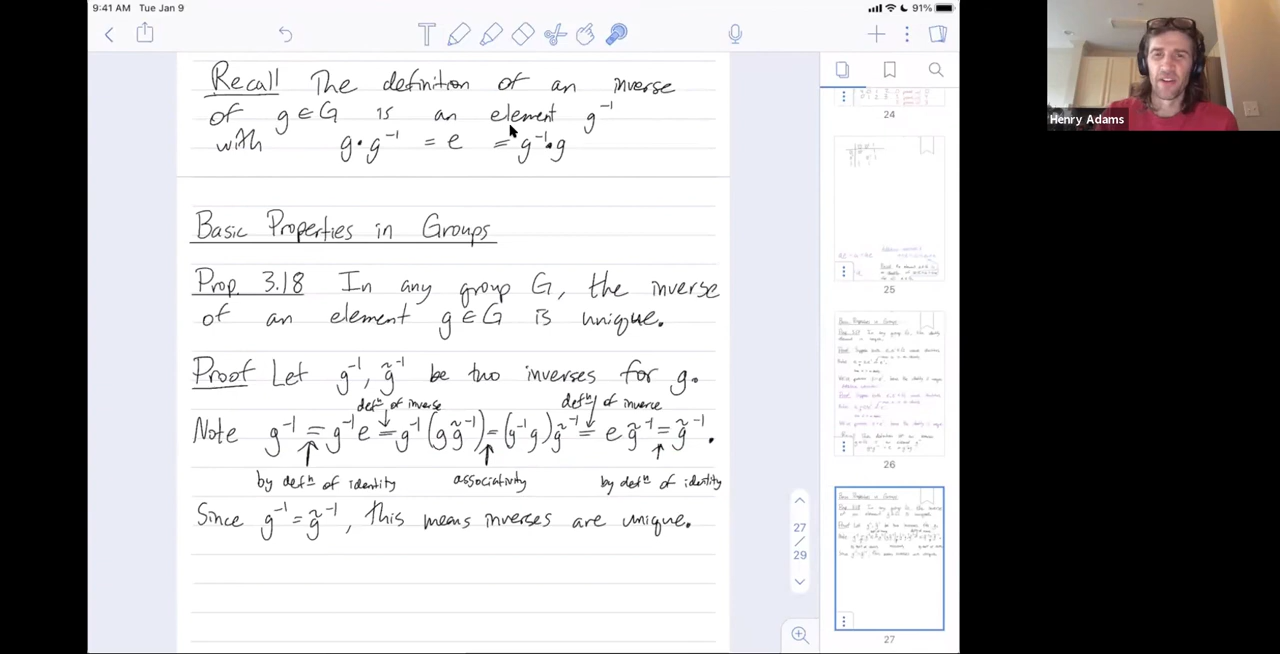 9:41 AM Tue Jan 9
91%
Recall The definition of an inverse
of g ∈ G is an element g⁻¹
with g · g⁻¹ = e = g⁻¹ · g
Basic Properties in Groups
Prop. 3.18 In any group G, the inverse
of an element g ∈ G is unique.
Proof Let g⁻¹, g̃⁻¹ be two inverses for g.
defⁿ of inverse defⁿ of inverse
Note g⁻¹ = g⁻¹e = g⁻¹(gg̃⁻¹) = (g⁻¹g)g̃⁻¹ = eg̃⁻¹ = g̃⁻¹.
by defⁿ of identity associativity by defⁿ of identity
Since g⁻¹ = g̃⁻¹, this means inverses are unique.
27
/
29
24
25
26
27
Henry Adams